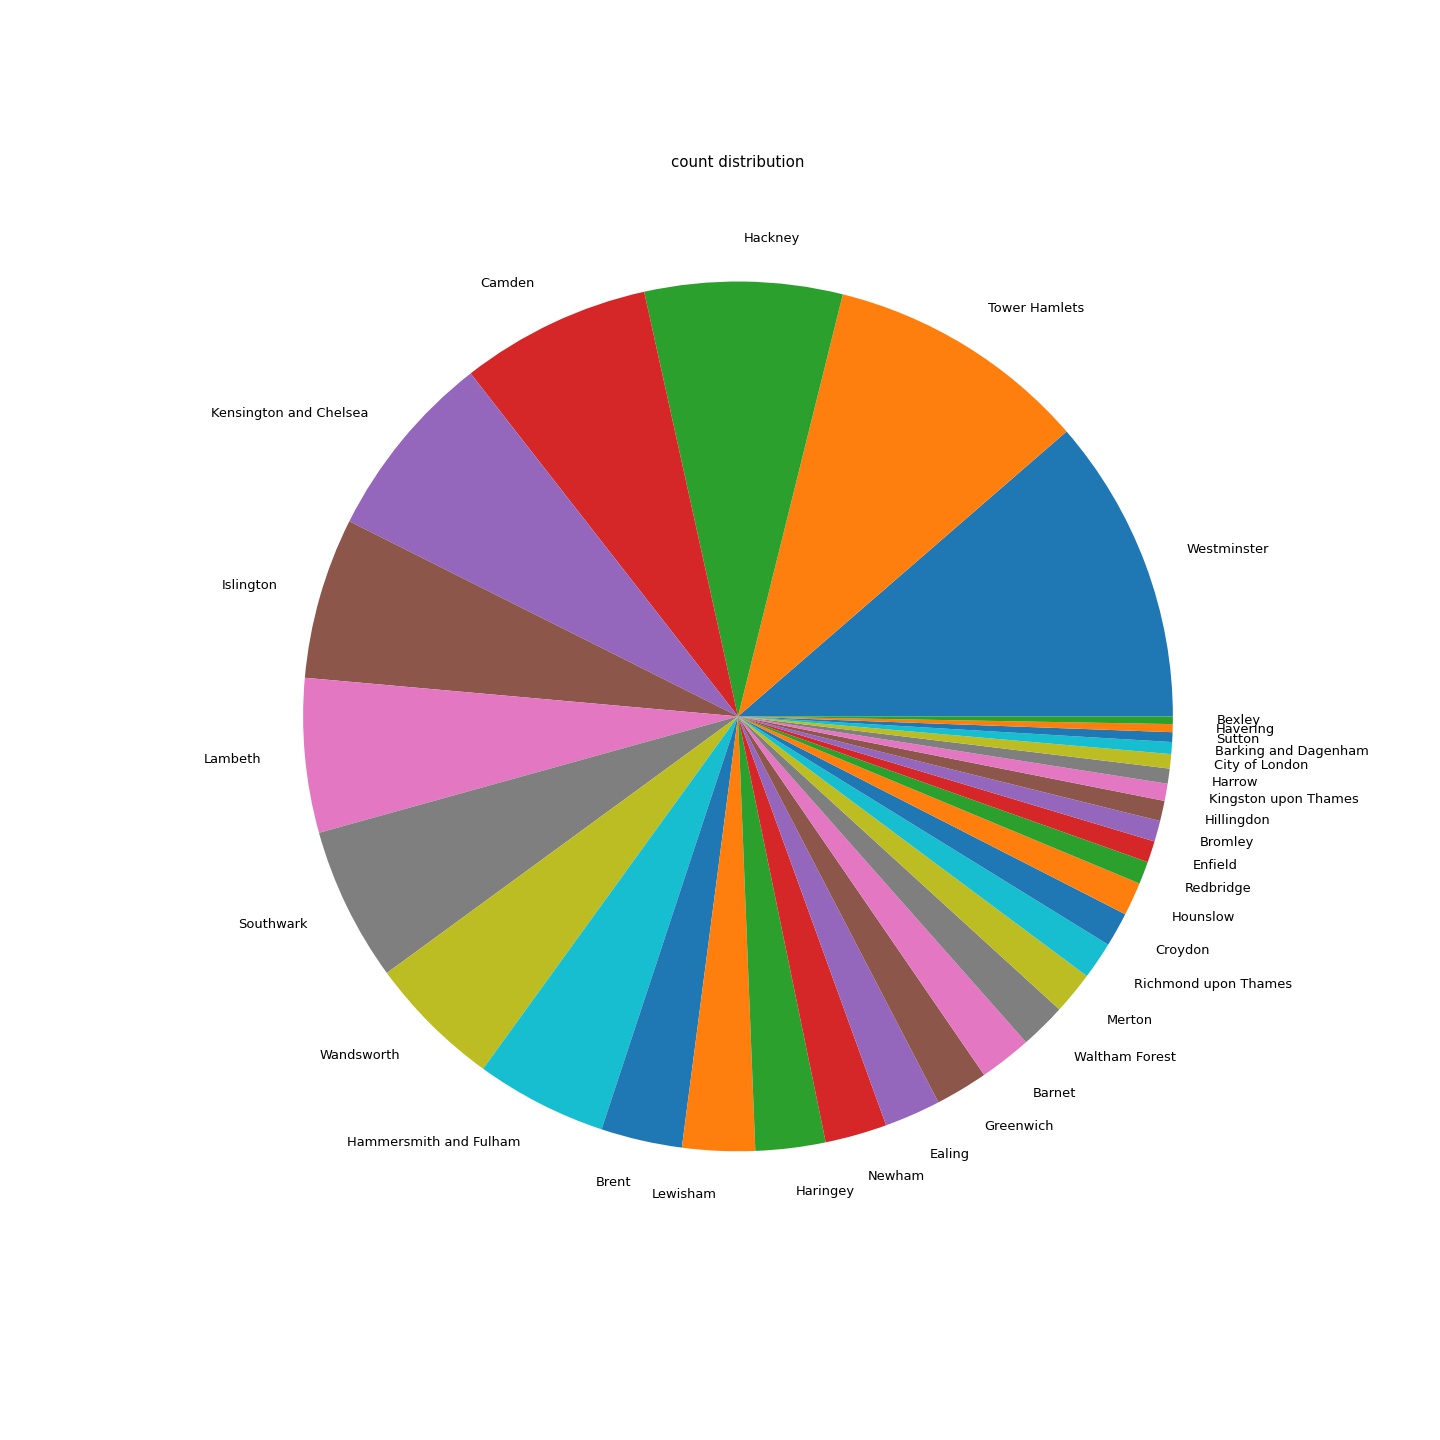 count distribution
Hackney
Camden
Tower Hamlets
Kensington and Chelsea
Westminster
Islington
Bexley
Havering
Sutton
Barking and Dagenham
Lambeth
City of London
Harrow
Kingston upon Thames
Hillingdon
Bromley
Enfield
Redbridge
Hounslow
Southwark
Croydon
Richmond upon Thames
Merton
Wandsworth
Waltham Forest
Barnet
Greenwich
Hammersmith and Fulham
Ealing
Newham
Brent
Haringey
Lewisham